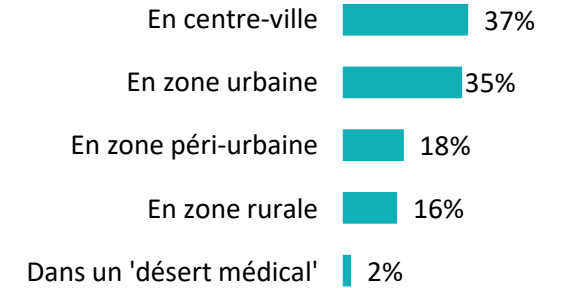 En centre-ville 37%
En zone urbaine 35%
En zone péri-urbaine 18%
En zone rurale 16%
Dans un 'désert médical' 2%